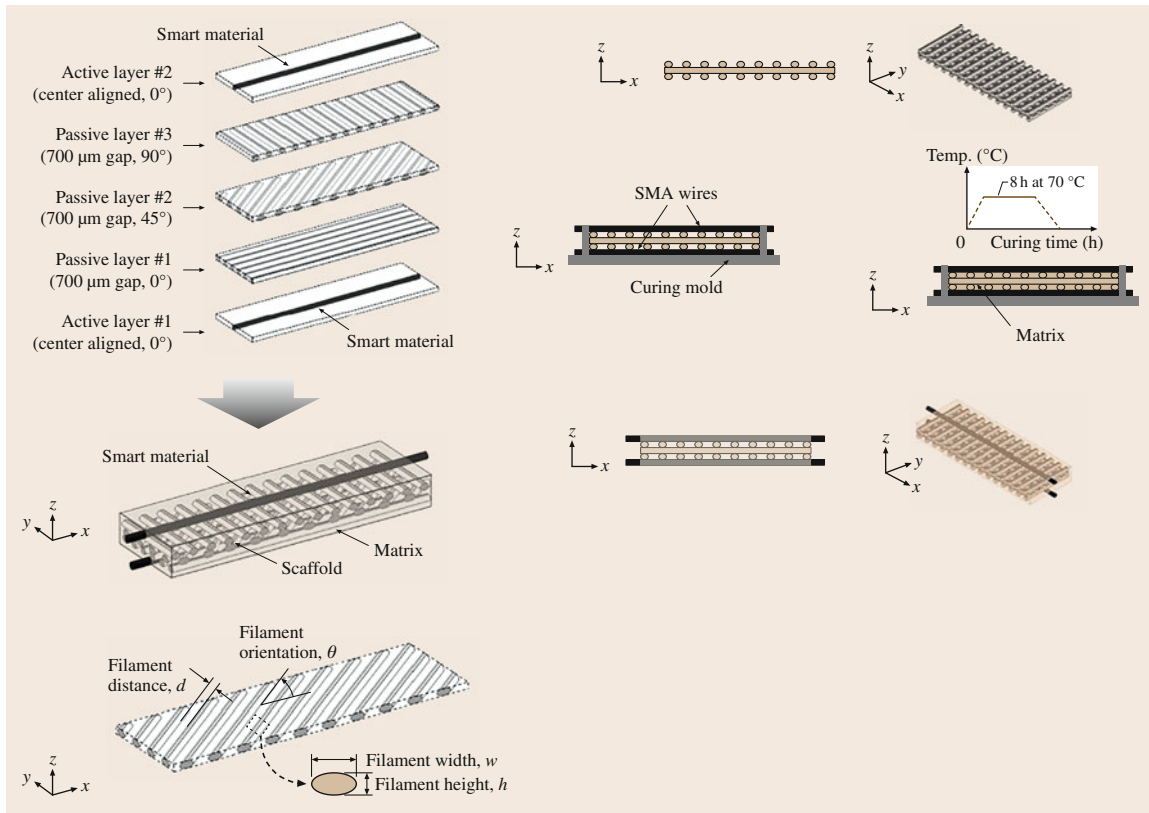 Smart material
Active layer #2
(center aligned, 0°)
Passive layer #3
(700 µm gap, 90°)
Passive layer #2
(700 µm gap, 45°)
Passive layer #1
(700 µm gap, 0°)
Active layer #1
(center aligned, 0°)
Smart material
Smart material
z
y
x
Matrix
Scaffold
Filament
orientation, θ
Filament
distance, d
z
y
x
Filament width, w
Filament height, h
z
x
z
y
x
SMA wires
z
x
Curing mold
Temp. (°C)
8 h at 70 °C
0
Curing time (h)
z
x
Matrix
z
x
z
y
x